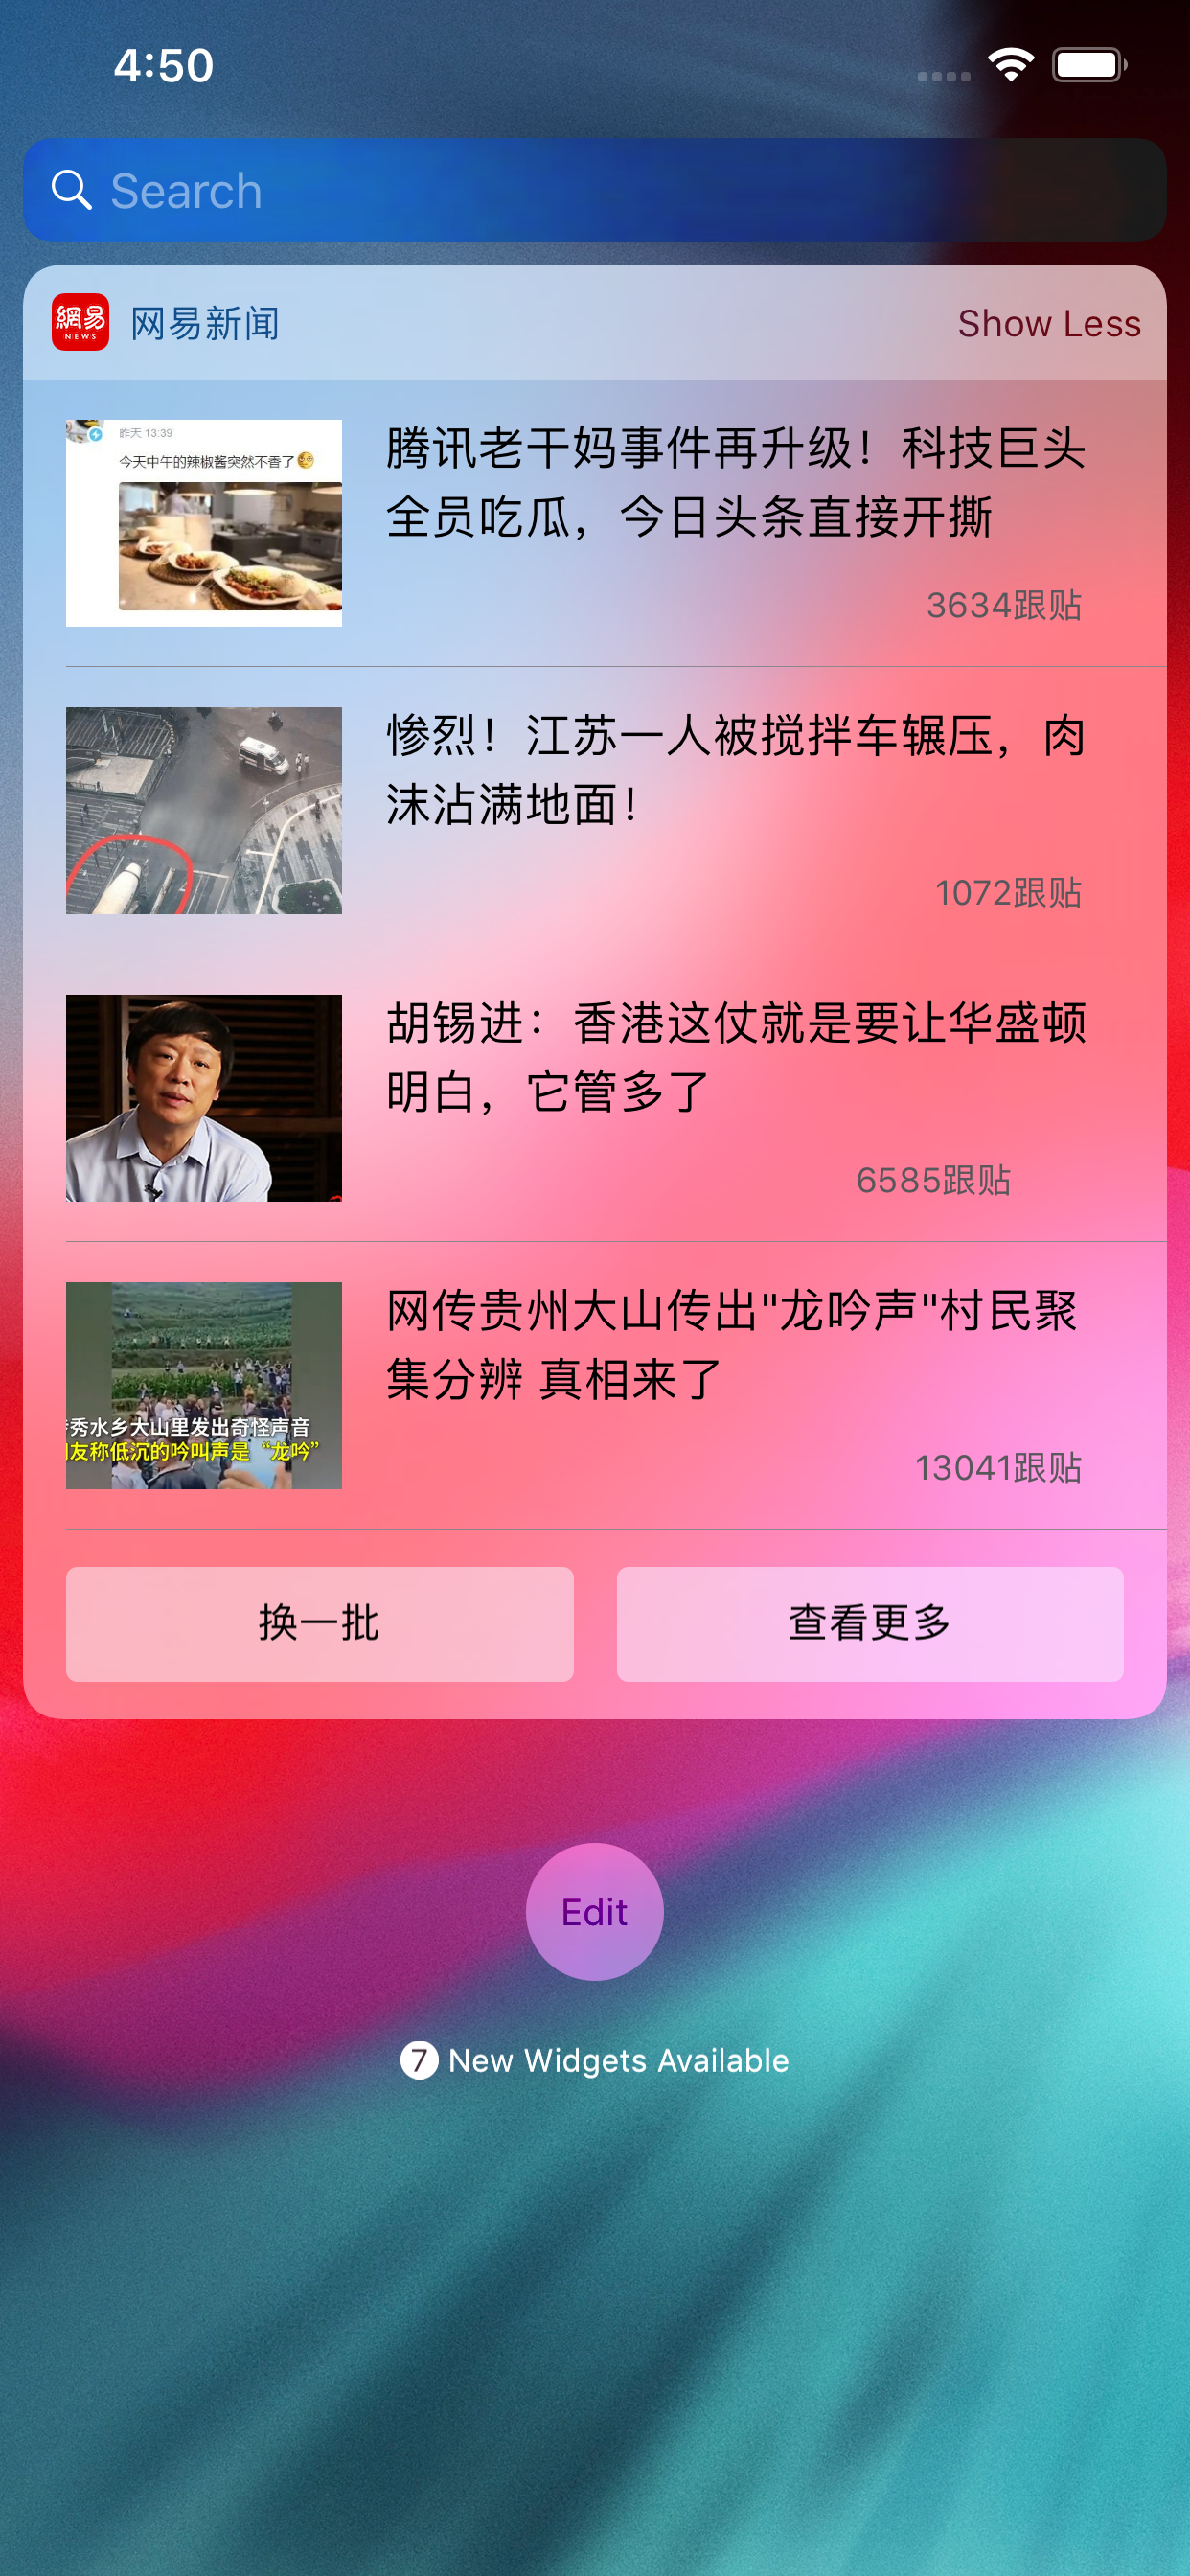 4:50
Search
網易
NEWS
网易新闻
Show Less
昨天 13:39
今天中午的辣椒酱突然不香了
腾讯老干妈事件再升级！科技巨头
全员吃瓜，今日头条直接开撕
3634跟贴
惨烈！江苏一人被搅拌车辗压，肉
沫沾满地面！
1072跟贴
胡锡进：香港这仗就是要让华盛顿
明白，它管多了
6585跟贴
网传贵州大山传出"龙吟声"村民聚
集分辨 真相来了
秀水乡大山里发出奇怪声音
友称低沉的吟叫声是“龙吟”
13041跟贴
换一批
查看更多
Edit
7 New Widgets Available